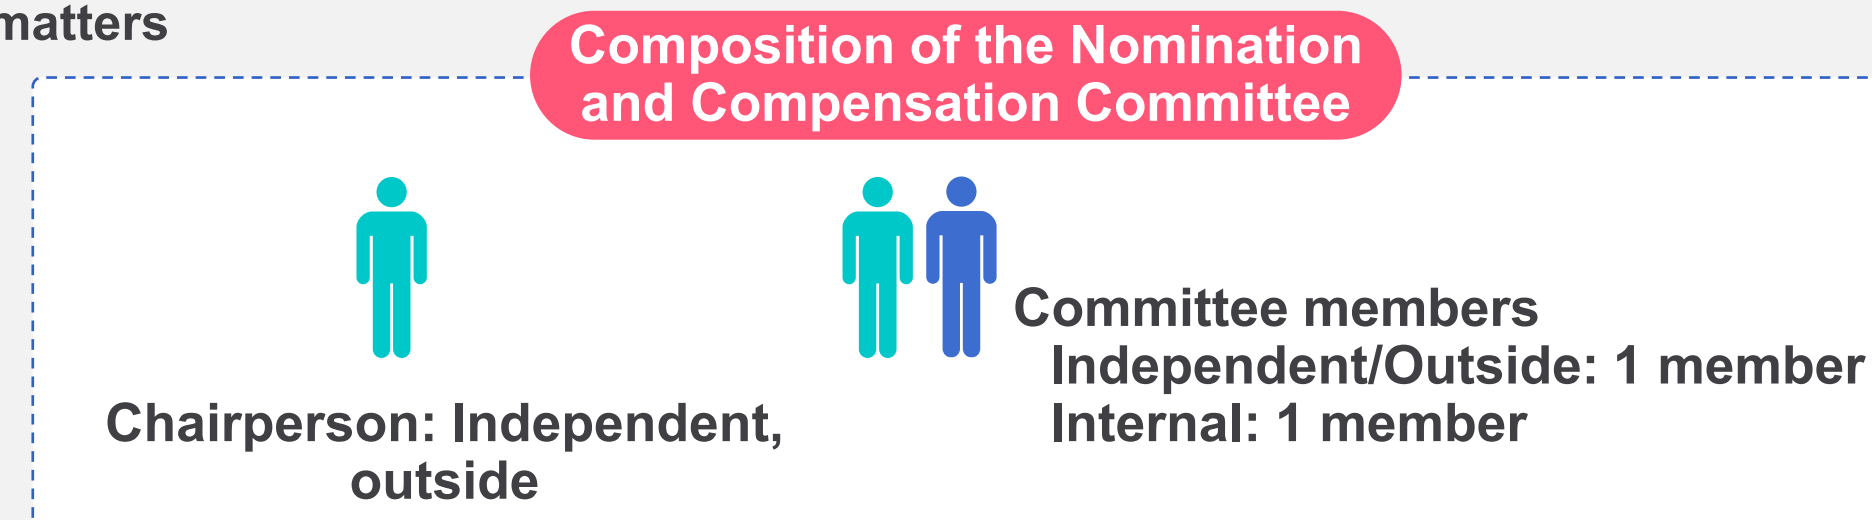 matters
Composition of the Nomination
and Compensation Committee
Chairperson: Independent,
outside
Committee members
Independent/Outside: 1 member
Internal: 1 member